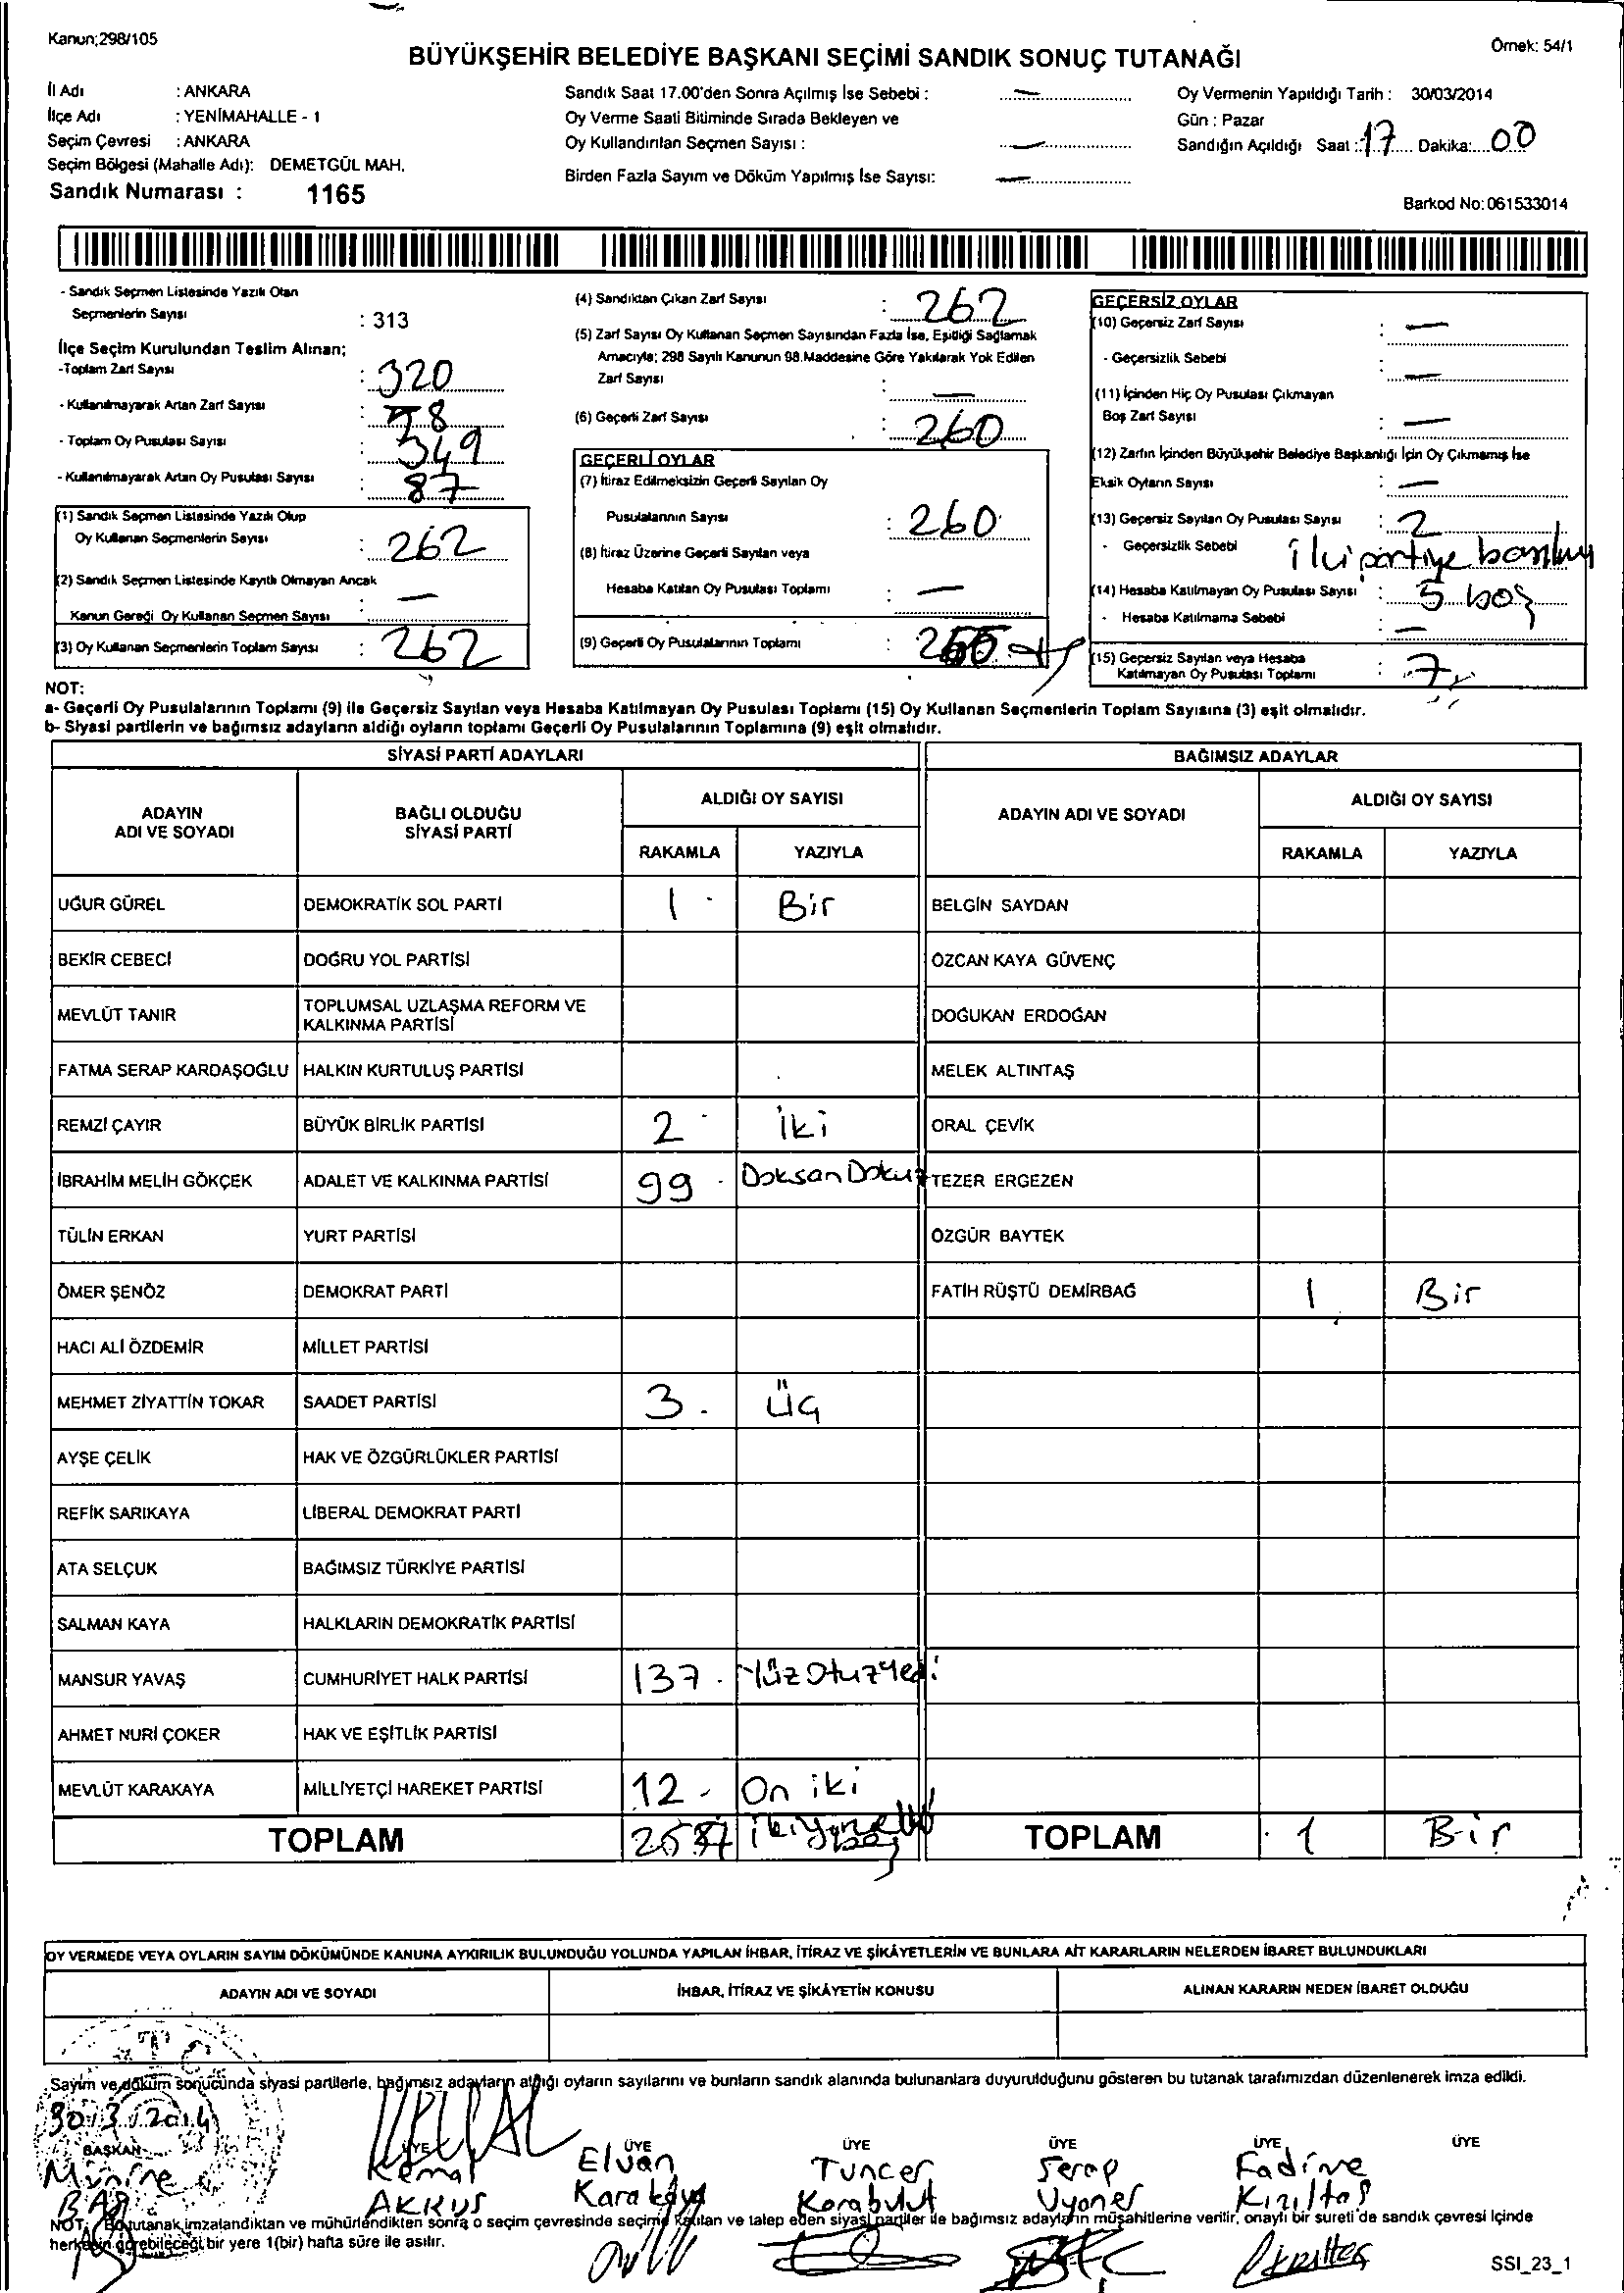 Kanun;298/105
Örnek: 54/1
BÜYÜKŞEHİR BELEDİYE BAŞKANI SEÇİMİ SANDIK SONUÇ TUTANAĞI
İl Adı : ANKARA
İlçe Adı : YENİMAHALLE - 1
Seçim Çevresi : ANKARA
Seçim Bölgesi (Mahalle Adı): DEMETGÜL MAH.
Sandık Numarası : 1165
Sandık Saat 17.00'den Sonra Açılmış İse Sebebi : —
Oy Verme Saati Bitiminde Sırada Bekleyen ve
Oy Kullandırılan Seçmen Sayısı : —
Birden Fazla Sayım ve Döküm Yapılmış İse Sayısı: —
Oy Vermenin Yapıldığı Tarih : 30/03/2014
Gün : Pazar
Sandığın Açıldığı Saat : 17 Dakika: 00
Barkod No: 061533014
- Sandık Seçmen Listesinde Yazılı Olan
Seçmenlerin Sayısı : 313
İlçe Seçim Kurulundan Teslim Alınan;
-Toplam Zarf Sayısı : 320
- Kullanılmayarak Artan Zarf Sayısı : 58
- Toplam Oy Pusulası Sayısı : 349
- Kullanılmayarak Artan Oy Pusulası Sayısı : 87
(1) Sandık Seçmen Listesinde Yazılı Olup
Oy Kullanan Seçmenlerin Sayısı : 262
(2) Sandık Seçmen Listesinde Kayıtlı Olmayan Ancak
Kanun Gereği Oy Kullanan Seçmen Sayısı : —
(3) Oy Kullanan Seçmenlerin Toplam Sayısı : 262
(4) Sandıktan Çıkan Zarf Sayısı : 262
(5) Zarf Sayısı Oy Kullanan Seçmen Sayısından Fazla İse, Eşitliği Sağlamak
Amacıyla; 298 Sayılı Kanunun 98.Maddesine Göre Yakılarak Yok Edilen
Zarf Sayısı : —
(6) Geçerli Zarf Sayısı : 260
GEÇERLİ OYLAR
(7) İtiraz Edilmeksizin Geçerli Sayılan Oy
Pusulalarının Sayısı : 260
(8) İtiraz Üzerine Geçerli Sayılan veya
Hesaba Katılan Oy Pusulası Toplamı : —
(9) Geçerli Oy Pusulalarının Toplamı : 255
GEÇERSİZ OYLAR
(10) Geçersiz Zarf Sayısı : —
- Geçersizlik Sebebi : —
(11) İçinden Hiç Oy Pusulası Çıkmayan
Boş Zarf Sayısı : —
(12) Zarfın İçinden Büyükşehir Belediye Başkanlığı İçin Oy Çıkmamış İse
Eksik Oyların Sayısı : —
(13) Geçersiz Sayılan Oy Pusulası Sayısı : 2
- Geçersizlik Sebebi iki partiye
(14) Hesaba Katılmayan Oy Pusulası Sayısı : 5 boş
- Hesaba Katılmama Sebebi : —
(15) Geçersiz Sayılan veya Hesaba
Katılmayan Oy Pusulası Toplamı : 7
NOT:
a- Geçerli Oy Pusulalarının Toplamı (9) ile Geçersiz Sayılan veya Hesaba Katılmayan Oy Pusulası Toplamı (15) Oy Kullanan Seçmenlerin Toplam Sayısına (3) eşit olmalıdır.
b- Siyasi partilerin ve bağımsız adayların aldığı oyların toplamı Geçerli Oy Pusulalarının Toplamına (9) eşit olmalıdır.
SİYASİ PARTİ ADAYLARI BAĞIMSIZ ADAYLAR
ADAYIN ADI VE SOYADI BAĞLI OLDUĞU SİYASİ PARTİ ALDIĞI OY SAYISI ADAYIN ADI VE SOYADI ALDIĞI OY SAYISI
RAKAMLA YAZIYLA RAKAMLA YAZIYLA
UĞUR GÜREL DEMOKRATİK SOL PARTİ 1 Bir BELGİN SAYDAN
BEKİR CEBECİ DOĞRU YOL PARTİSİ ÖZCAN KAYA GÜVENÇ
MEVLÜT TANIR TOPLUMSAL UZLAŞMA REFORM VE KALKINMA PARTİSİ DOĞUKAN ERDOĞAN
FATMA SERAP KARDAŞOĞLU HALKIN KURTULUŞ PARTİSİ MELEK ALTINTAŞ
REMZİ ÇAYIR BÜYÜK BİRLİK PARTİSİ 2 iki ORAL ÇEVİK
İBRAHİM MELİH GÖKÇEK ADALET VE KALKINMA PARTİSİ 99 Doksan Dokuz TEZER ERGEZEN
TÜLİN ERKAN YURT PARTİSİ ÖZGÜR BAYTEK
ÖMER ŞENÖZ DEMOKRAT PARTİ FATİH RÜŞTÜ DEMİRBAĞ 1 Bir
HACI ALİ ÖZDEMİR MİLLET PARTİSİ
MEHMET ZİYATTİN TOKAR SAADET PARTİSİ 3 üç
AYŞE ÇELİK HAK VE ÖZGÜRLÜKLER PARTİSİ
REFİK SARIKAYA LİBERAL DEMOKRAT PARTİ
ATA SELÇUK BAĞIMSIZ TÜRKİYE PARTİSİ
SALMAN KAYA HALKLARIN DEMOKRATİK PARTİSİ
MANSUR YAVAŞ CUMHURİYET HALK PARTİSİ 137 Yüz Otuz Yedi
AHMET NURİ ÇOKER HAK VE EŞİTLİK PARTİSİ
MEVLÜT KARAKAYA MİLLİYETÇİ HAREKET PARTİSİ 12 On iki
TOPLAM TOPLAM 1 Bir
OY VERMEDE VEYA OYLARIN SAYIM DÖKÜMÜNDE KANUNA AYKIRILIK BULUNDUĞU YOLUNDA YAPILAN İHBAR, İTİRAZ VE ŞİKÂYETLERİN VE BUNLARA AİT KARARLARIN NELERDEN İBARET BULUNDUKLARI
ADAYIN ADI VE SOYADI İHBAR, İTİRAZ VE ŞİKÂYETİN KONUSU ALINAN KARARIN NEDEN İBARET OLDUĞU
T.C.
Sayım ve döküm sonucunda siyasi partilerle, bağımsız adayların aldığı oyların sayılarını ve bunların sandık alanında bulunanlara duyurulduğunu gösteren bu tutanak tarafımızdan düzenlenerek imza edildi.
30/3/2014
BAŞKAN ÜYE ÜYE ÜYE ÜYE ÜYE ÜYE
Münire Kemal Elvan Tuncer Serap Fadime
AKKUŞ Karakaya Karabulut Uyaner Kızıltaş
NOT: Bu tutanak imzalandıktan ve mühürlendikten sonra o seçim çevresinde seçime katılan ve talep eden siyasi partiler ile bağımsız adayların müşahitlerine verilir, onaylı bir sureti de sandık çevresi içinde
herkesin görebileceği bir yere 1(bir) hafta süre ile asılır.
SSI_23_1